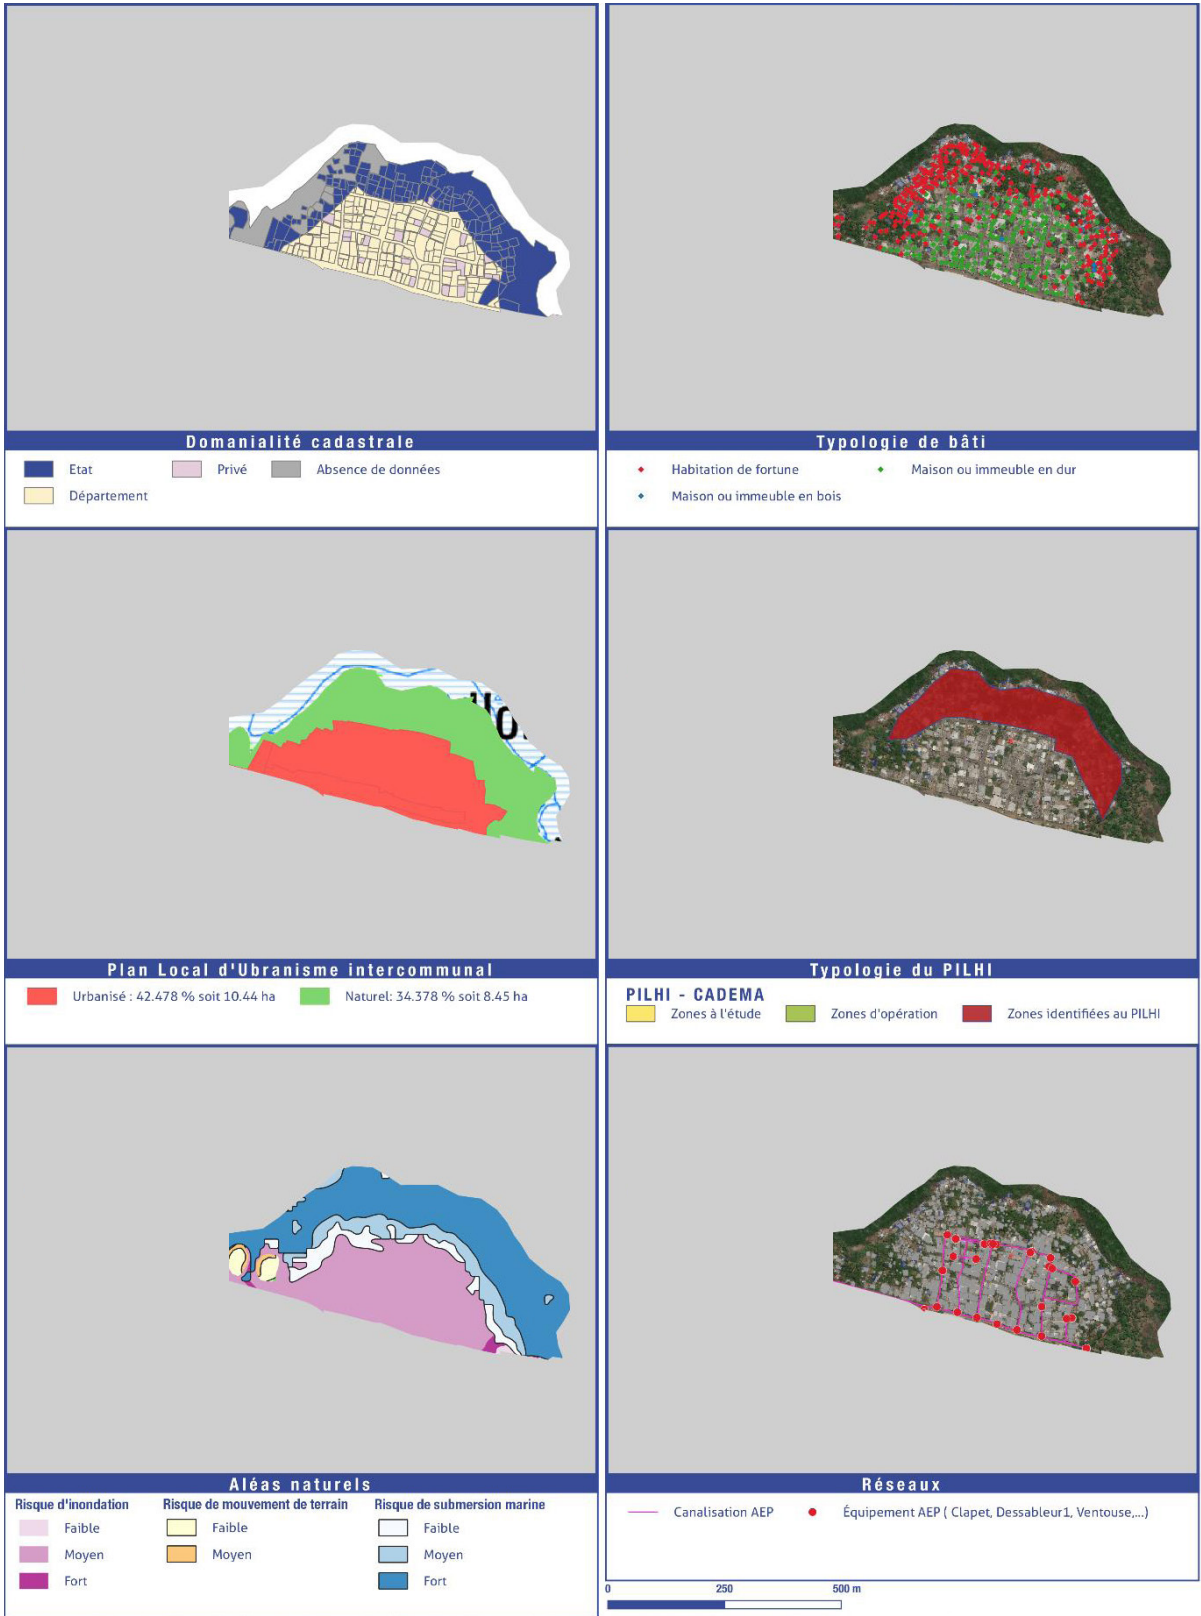 Domanialité cadastrale
Etat
Privé
Absence de données
Département
Typologie de bâti
Habitation de fortune
Maison ou immeuble en dur
Maison ou immeuble en bois
Plan Local d'Ubranisme intercommunal
Urbanisé : 42.478 % soit 10.44 ha
Naturel: 34.378 % soit 8.45 ha
Typologie du PILHI
PILHI - CADEMA
Zones à l'étude
Zones d'opération
Zones identifiées au PILHI
Aléas naturels
Risque d'inondation
Faible
Moyen
Fort
Risque de mouvement de terrain
Faible
Moyen
Risque de submersion marine
Faible
Moyen
Fort
Réseaux
Canalisation AEP
Équipement AEP ( Clapet, Dessableur1, Ventouse,...)
0 250 500 m